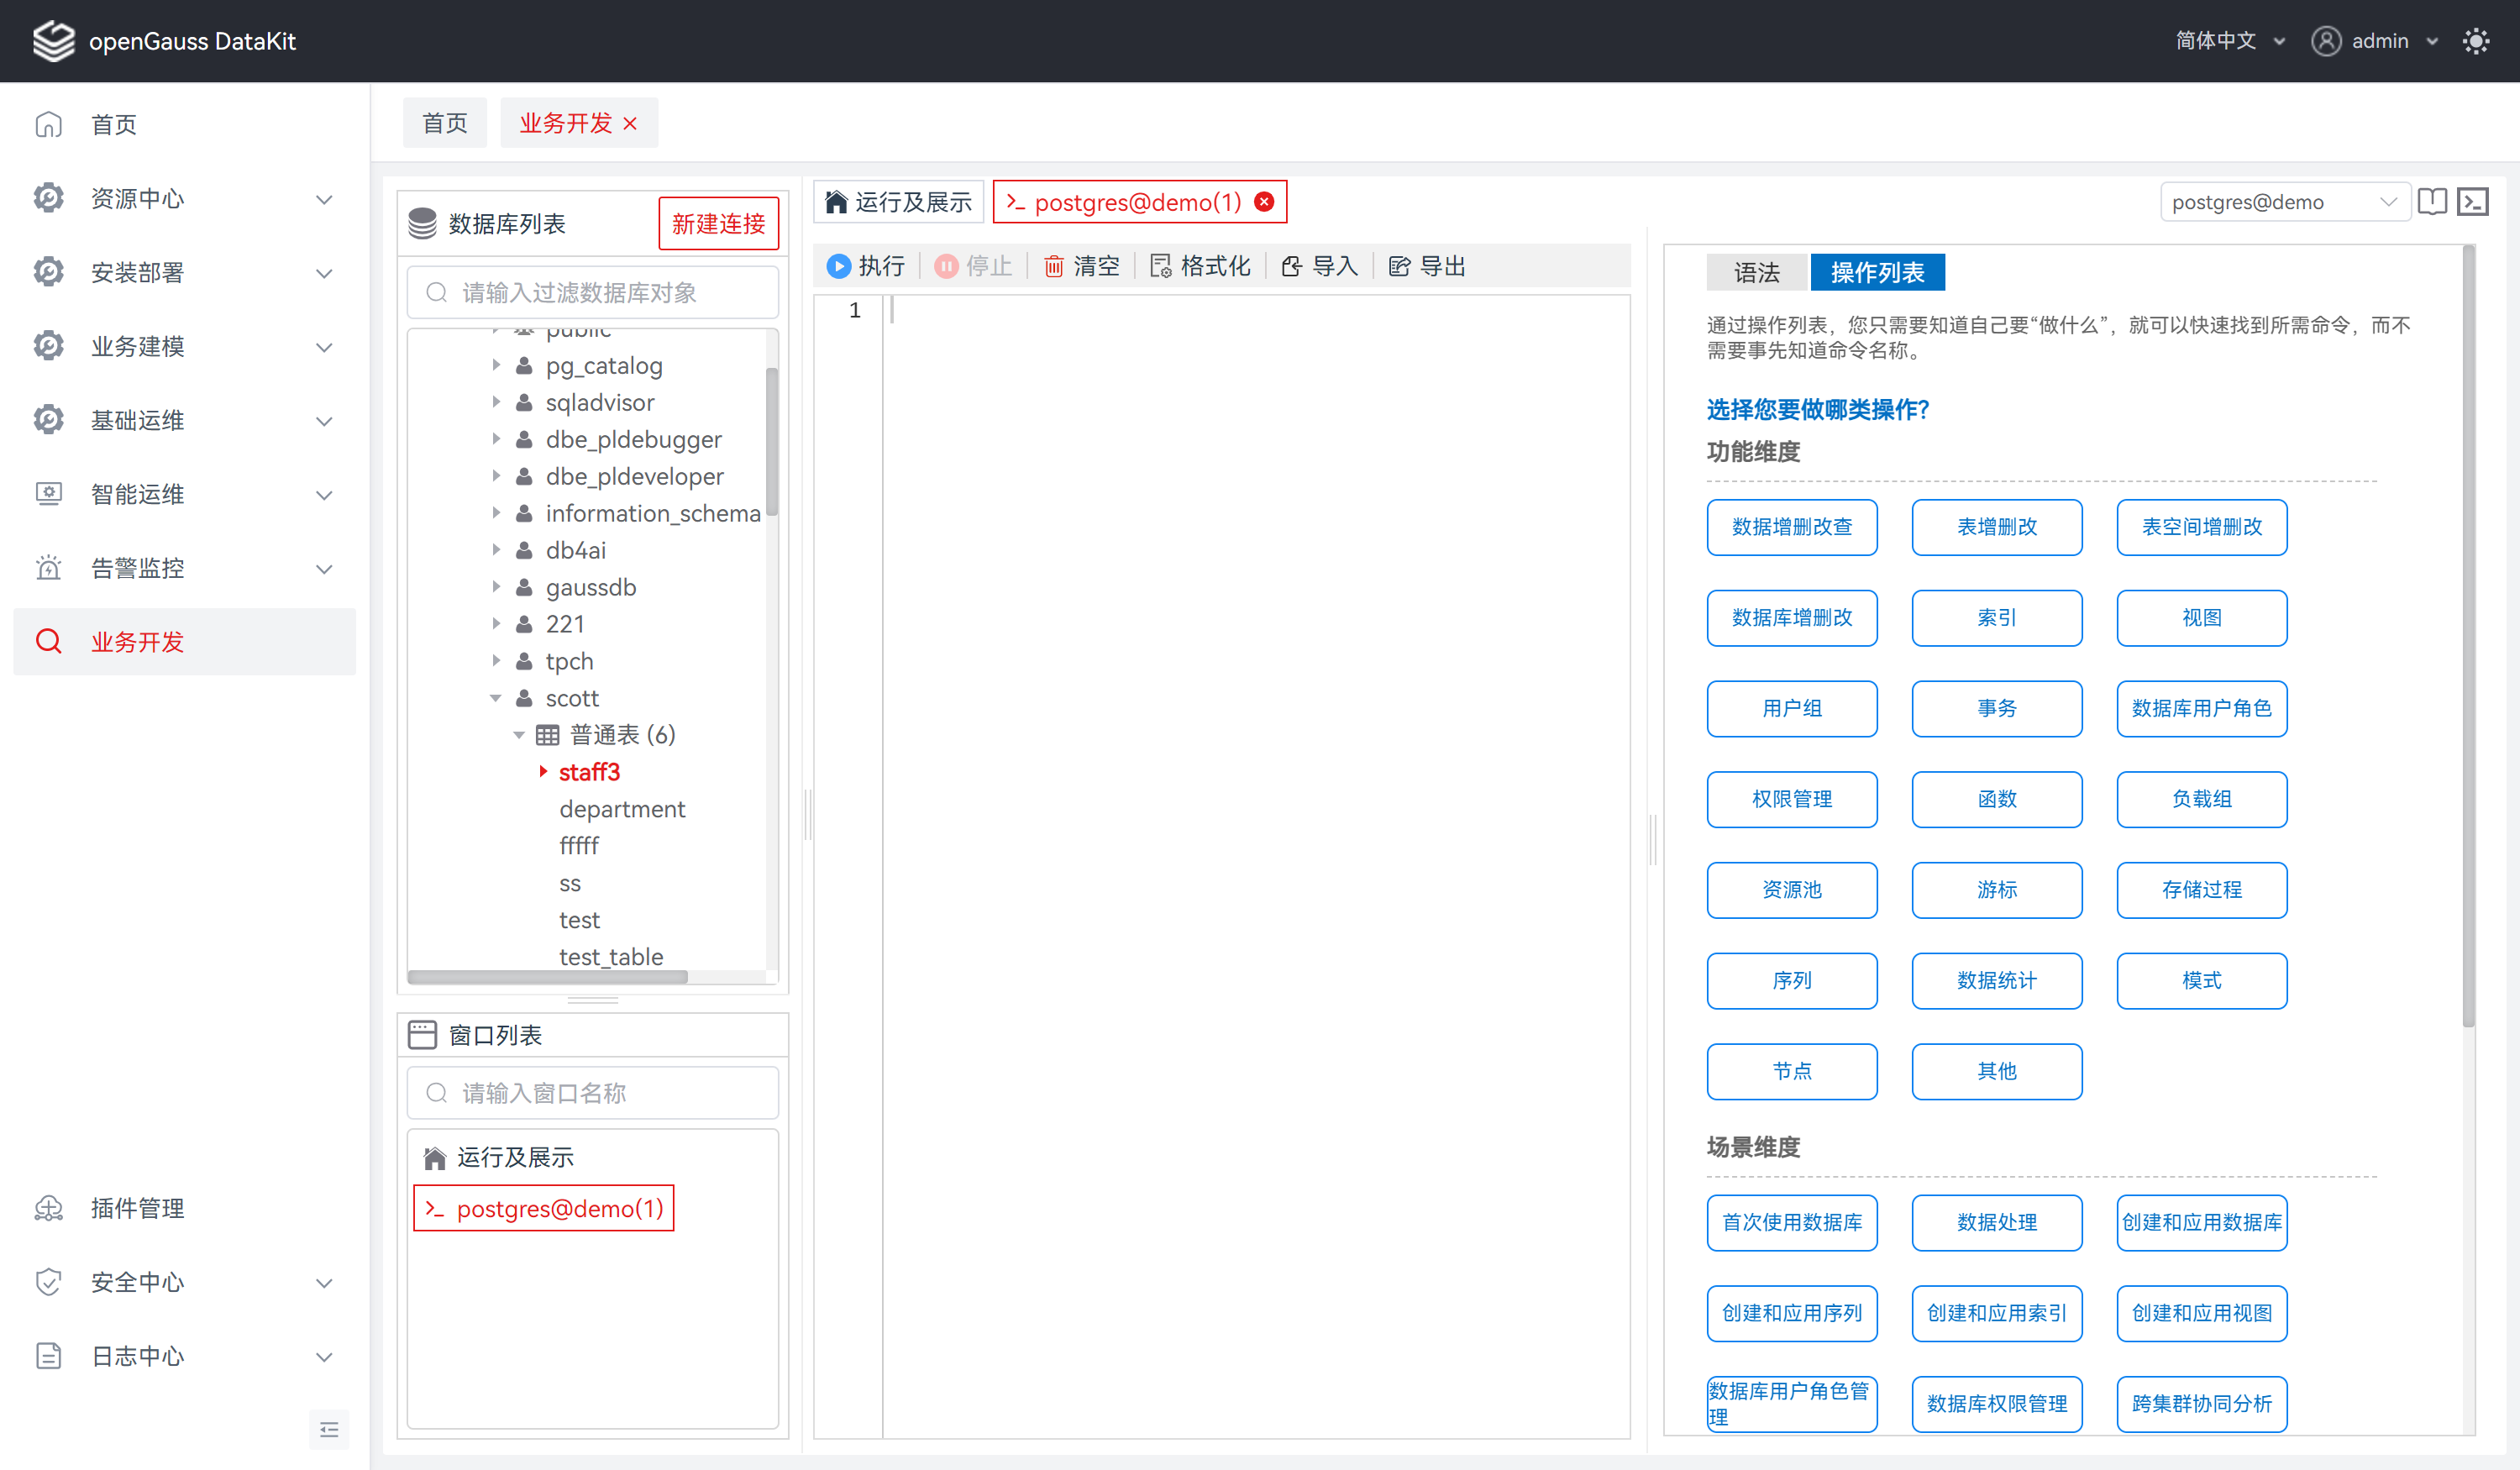 openGauss DataKit
简体中文
admin
首页
资源中心
安装部署
业务建模
基础运维
智能运维
告警监控
业务开发
插件管理
安全中心
日志中心
首页
业务开发
数据库列表
新建连接
请输入过滤数据库对象
public
pg_catalog
sqladvisor
dbe_pldebugger
dbe_pldeveloper
information_schema
db4ai
gaussdb
221
tpch
scott
普通表 (6)
staff3
department
fffff
ss
test
test_table
窗口列表
请输入窗口名称
运行及展示
postgres@demo(1)
运行及展示
postgres@demo(1)
postgres@demo
执行
停止
清空
格式化
导入
导出
1
语法
操作列表
通过操作列表，您只需要知道自己要“做什么”，就可以快速找到所需命令，而不
需要事先知道命令名称。
选择您要做哪类操作?
功能维度
数据增删改查
表增删改
表空间增删改
数据库增删改
索引
视图
用户组
事务
数据库用户角色
权限管理
函数
负载组
资源池
游标
存储过程
序列
数据统计
模式
节点
其他
场景维度
首次使用数据库
数据处理
创建和应用数据库
创建和应用序列
创建和应用索引
创建和应用视图
数据库用户角色管
理
数据库权限管理
跨集群协同分析